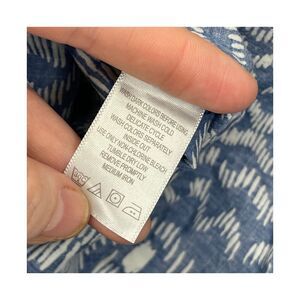 WASH DARK COLORS BEFORE USING
MACHINE WASH COLD
DELICATE CYCLE
WASH COLORS SEPARATELY
INSIDE OUT
USE ONLY NON-CHLORINE BLEACH
TUMBLE DRY LOW
REMOVE PROMPTLY
MEDIUM IRON